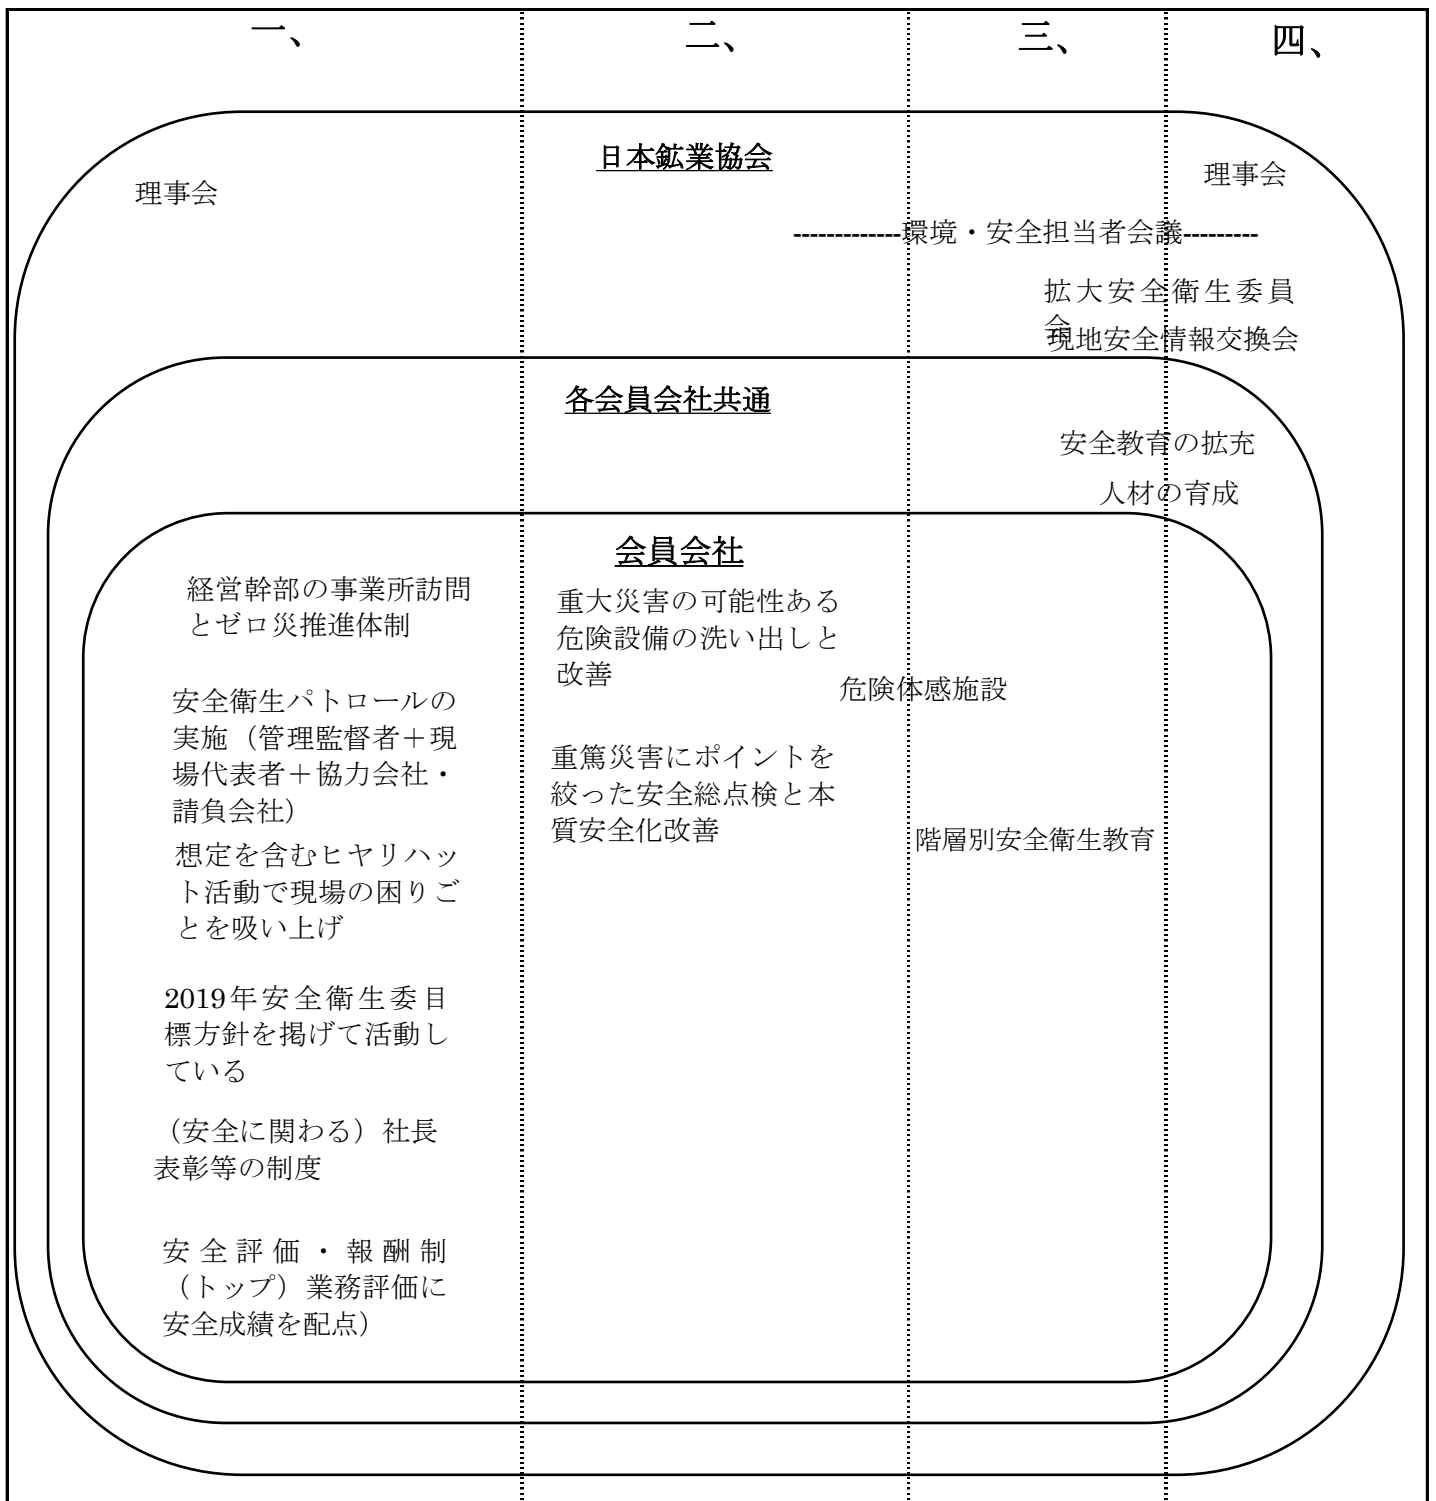 一、
二、
三、
四、
日本鉱業協会
理事会
理事会
-------------環境・安全担当者会議---------
拡大安全衛生委員
会
現地安全情報交換会
各会員会社共通
安全教育の拡充
人材の育成
会員会社
経営幹部の事業所訪問
とゼロ災推進体制
安全衛生パトロールの
実施（管理監督者＋現
場代表者＋協力会社・
請負会社）
想定を含むヒヤリハッ
ト活動で現場の困りご
とを吸い上げ
2019年安全衛生委目
標方針を掲げて活動し
ている
（安全に関わる）社長
表彰等の制度
安全評価・報酬制
（トップ）業務評価に
安全成績を配点）
重大災害の可能性ある
危険設備の洗い出しと
改善
重篤災害にポイントを
絞った安全総点検と本
質安全化改善
危険体感施設
階層別安全衛生教育